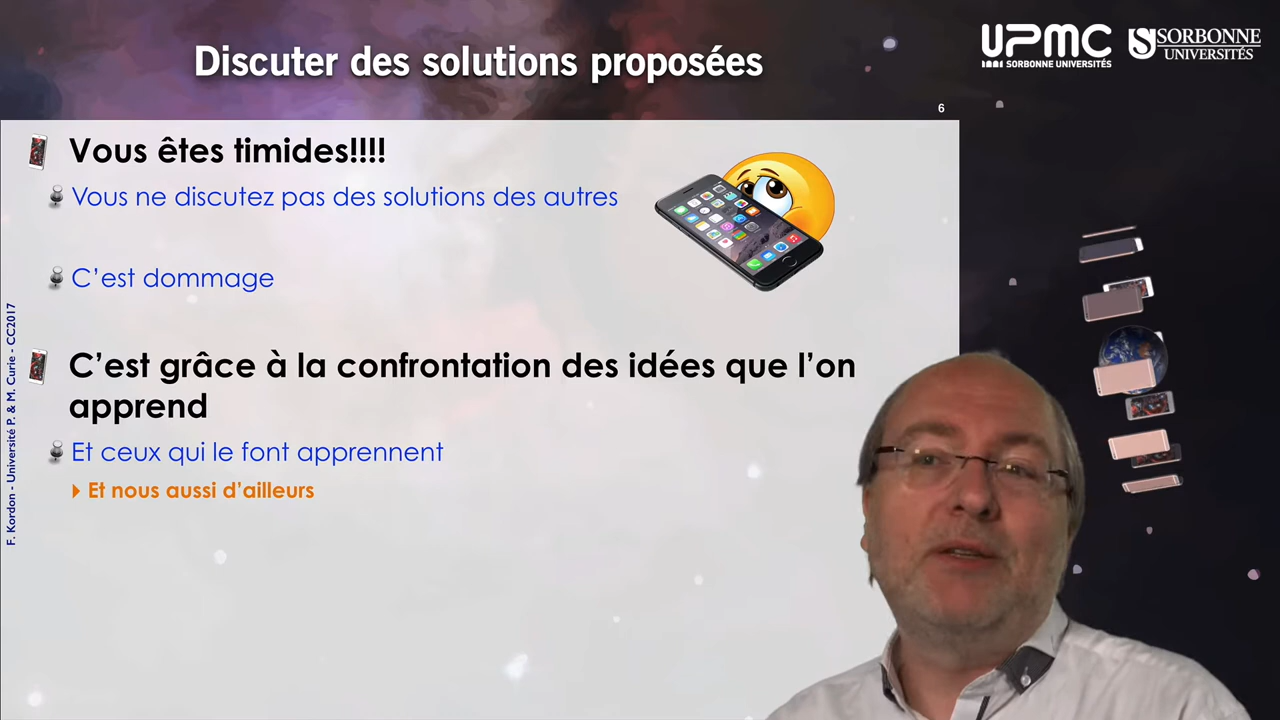 Discuter des solutions proposées
UPMC
SORBONNE UNIVERSITÉS
SORBONNE
UNIVERSITÉS
6
Vous êtes timides!!!!
Vous ne discutez pas des solutions des autres
C’est dommage
C’est grâce à la confrontation des idées que l’on
apprend
Et ceux qui le font apprennent
Et nous aussi d’ailleurs
F. Kordon - Université P. & M. Curie - CC2017